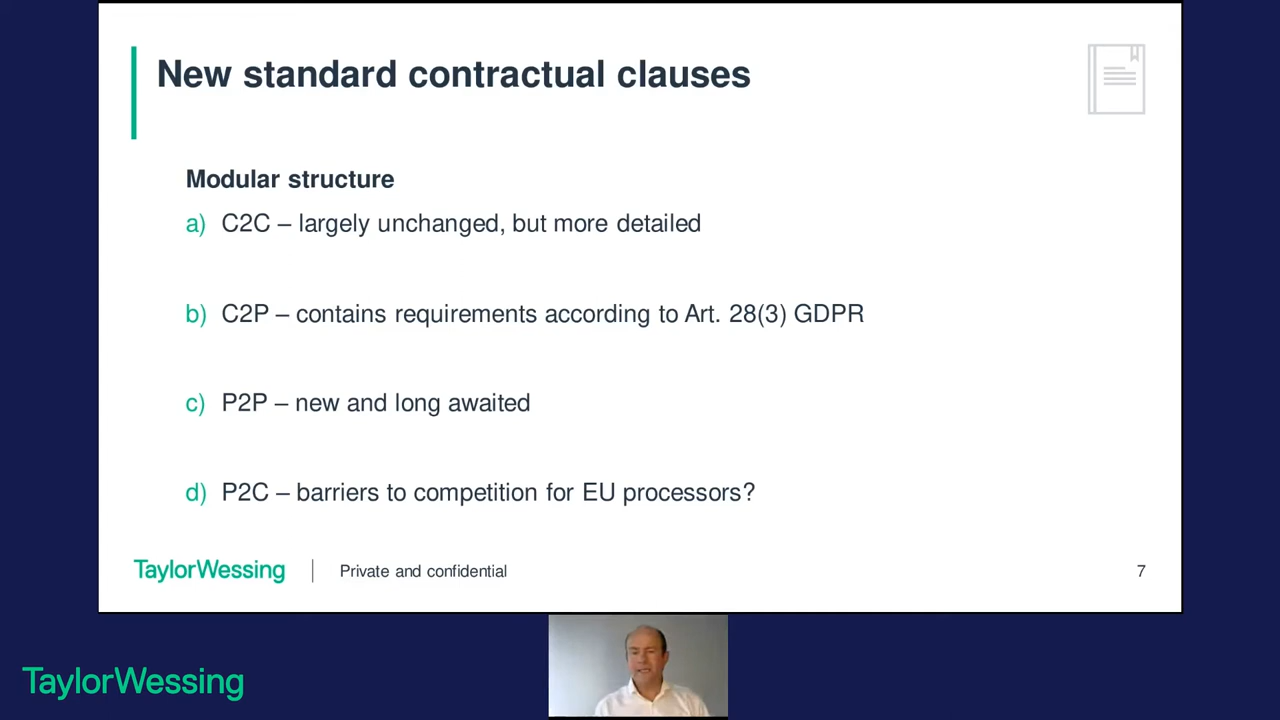 New standard contractual clauses
Modular structure
a) C2C – largely unchanged, but more detailed
b) C2P – contains requirements according to Art. 28(3) GDPR
c) P2P – new and long awaited
d) P2C – barriers to competition for EU processors?
TaylorWessing | Private and confidential 7
TaylorWessing